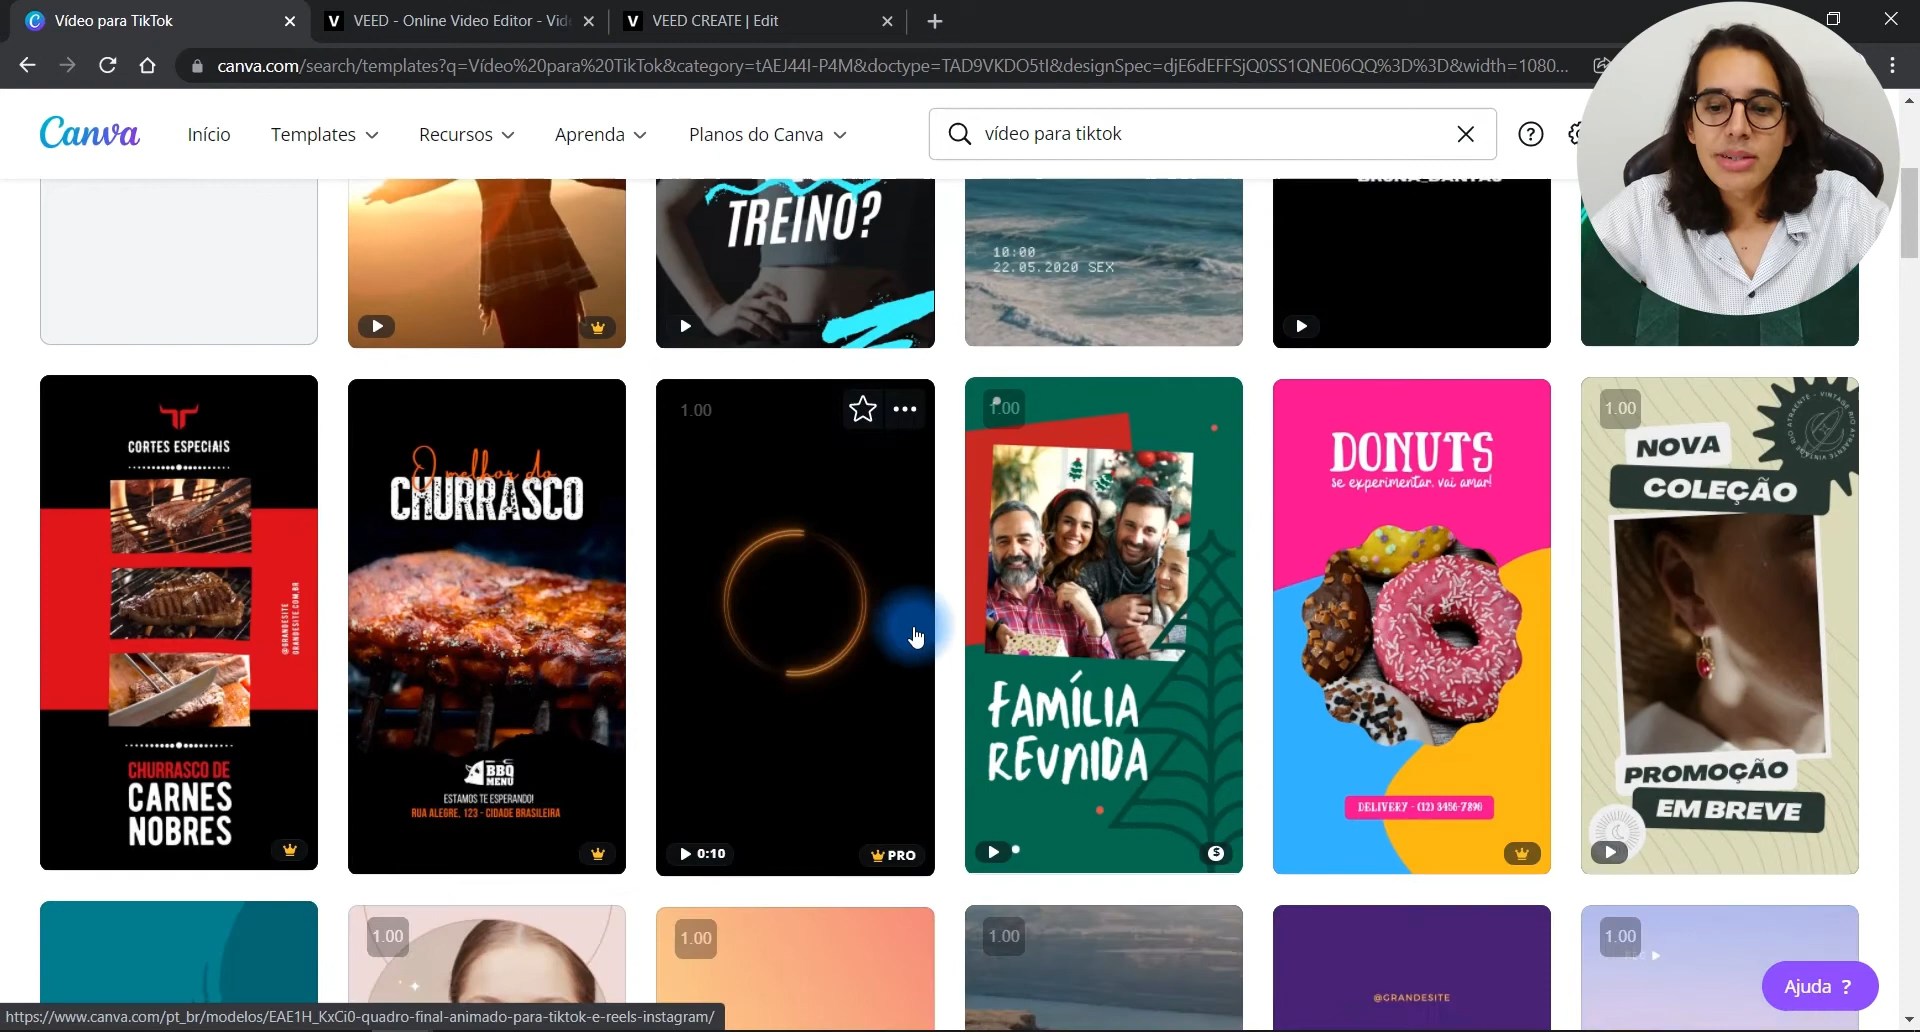 Vídeo para TikTok
VEED - Online Video Editor - Vid
VEED CREATE | Edit
canva.com/search/templates?q=Vídeo%20para%20TikTok&category=tAEJ44I-P4M&doctype=TAD9VKDO5tI&designSpec=djE6dEFFSjQ0SS1QNE06QQ%3D%3D&width=1080...
Canva
Início
Templates
Recursos
Aprenda
Planos do Canva
vídeo para tiktok
TREINO?
10:00
22.05.2020 SEX
BRUNA_DANTAS
CORTES ESPECIAIS
@GRANDESITE
GRANDESITE.COM.BR
CHURRASCO DE
CARNES
NOBRES
O melhor do
CHURRASCO
BBQ
MENU
ESTAMOS TE ESPERANDO!
RUA ALEGRE, 123 - CIDADE BRASILEIRA
1.00
0:10
PRO
1.00
FAMÍLIA
REUNIDA
DONUTS
se experimentar, vai amar!
DELIVERY - (12) 3456-7890
1.00
NOVA
COLEÇÃO
PROMOÇÃO
EM BREVE
1.00
1.00
1.00
@GRANDESITE
1.00
Ajuda ?
https://www.canva.com/pt_br/modelos/EAE1H_KxCi0-quadro-final-animado-para-tiktok-e-reels-instagram/